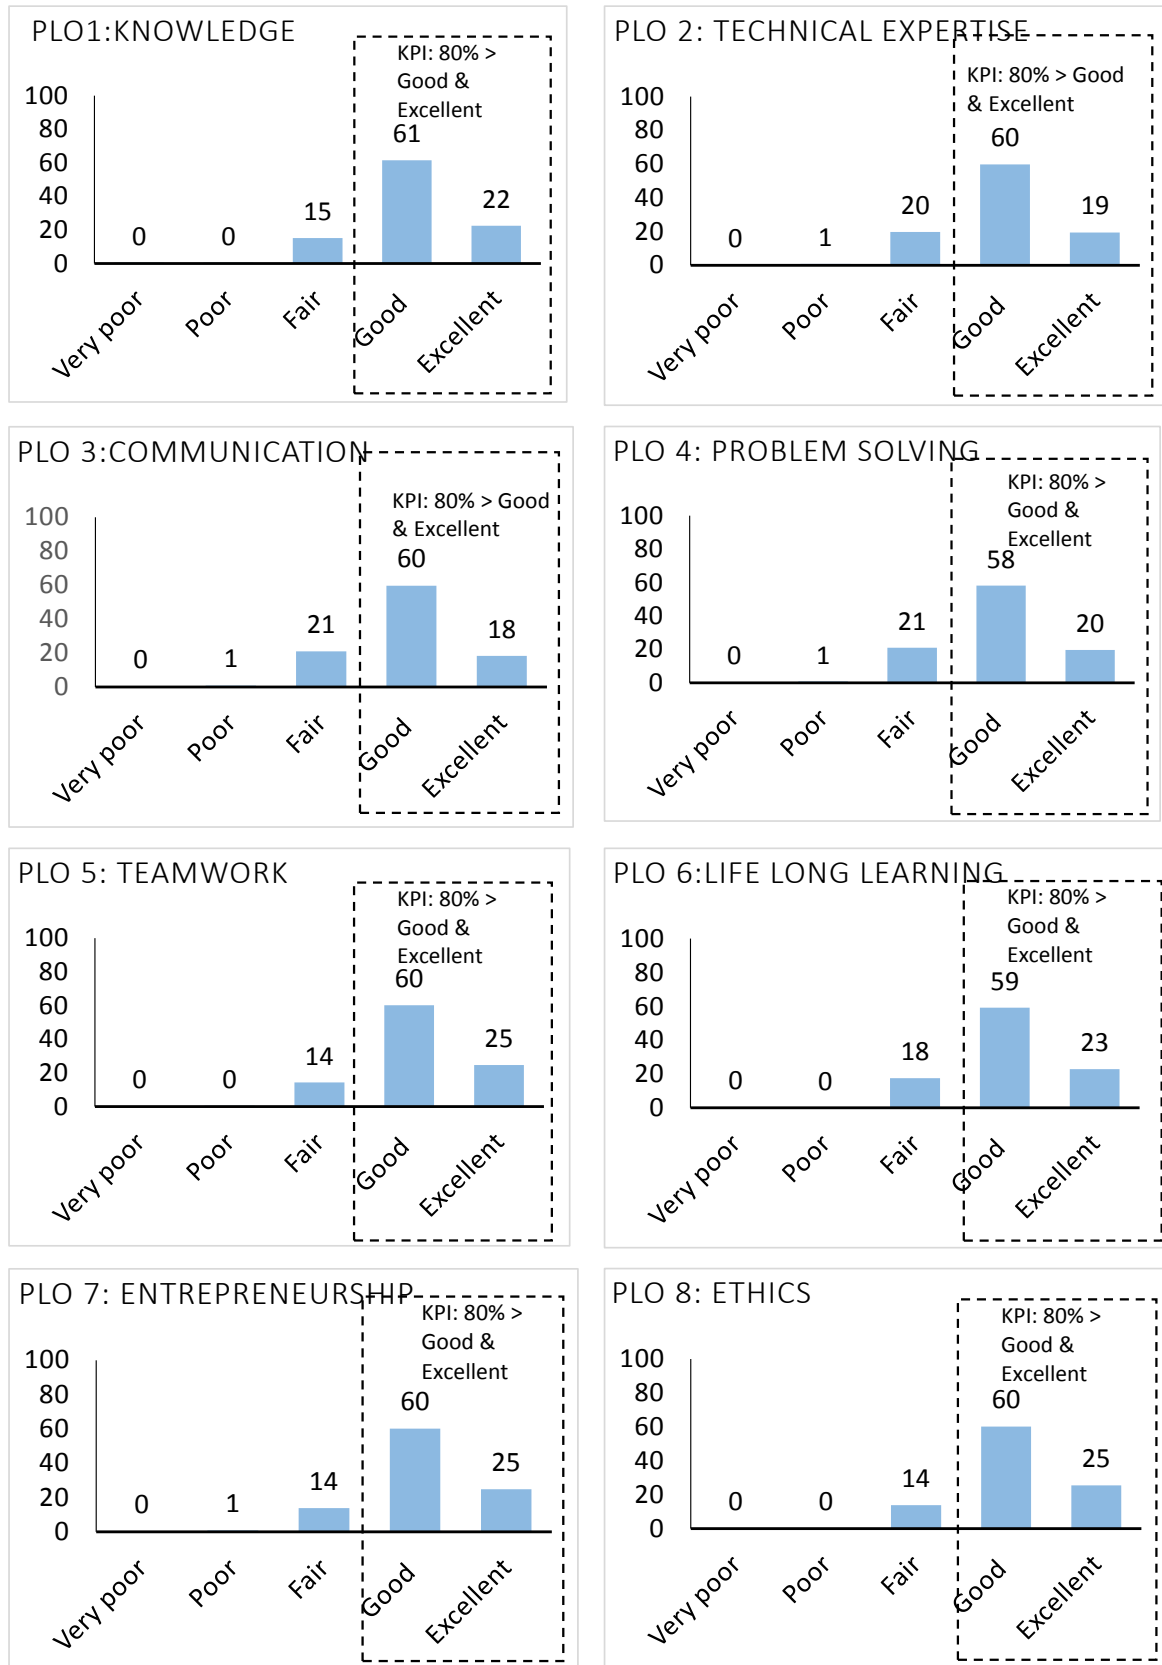 PLO1:KNOWLEDGE
KPI: 80% >
Good &
Excellent
100
80
60
40
20
0
0
0
15
61
22
Very poor
Poor
Fair
Good
Excellent
PLO 2: TECHNICAL EXPERTISE
KPI: 80% > Good
& Excellent
100
80
60
40
20
0
0
1
20
60
19
Very poor
Poor
Fair
Good
Excellent
PLO 3:COMMUNICATION
KPI: 80% > Good
& Excellent
100
80
60
40
20
0
0
1
21
60
18
Very poor
Poor
Fair
Good
Excellent
PLO 4: PROBLEM SOLVING
KPI: 80% >
Good &
Excellent
100
80
60
40
20
0
0
1
21
58
20
Very poor
Poor
Fair
Good
Excellent
PLO 5: TEAMWORK
KPI: 80% >
Good &
Excellent
100
80
60
40
20
0
0
0
14
60
25
Very poor
Poor
Fair
Good
Excellent
PLO 6:LIFE LONG LEARNING
KPI: 80% >
Good &
Excellent
100
80
60
40
20
0
0
0
18
59
23
Very poor
Poor
Fair
Good
Excellent
PLO 7: ENTREPRENEURSHIP
KPI: 80% >
Good &
Excellent
100
80
60
40
20
0
0
1
14
60
25
Very poor
Poor
Fair
Good
Excellent
PLO 8: ETHICS
KPI: 80% >
Good &
Excellent
100
80
60
40
20
0
0
0
14
60
25
Very poor
Poor
Fair
Good
Excellent